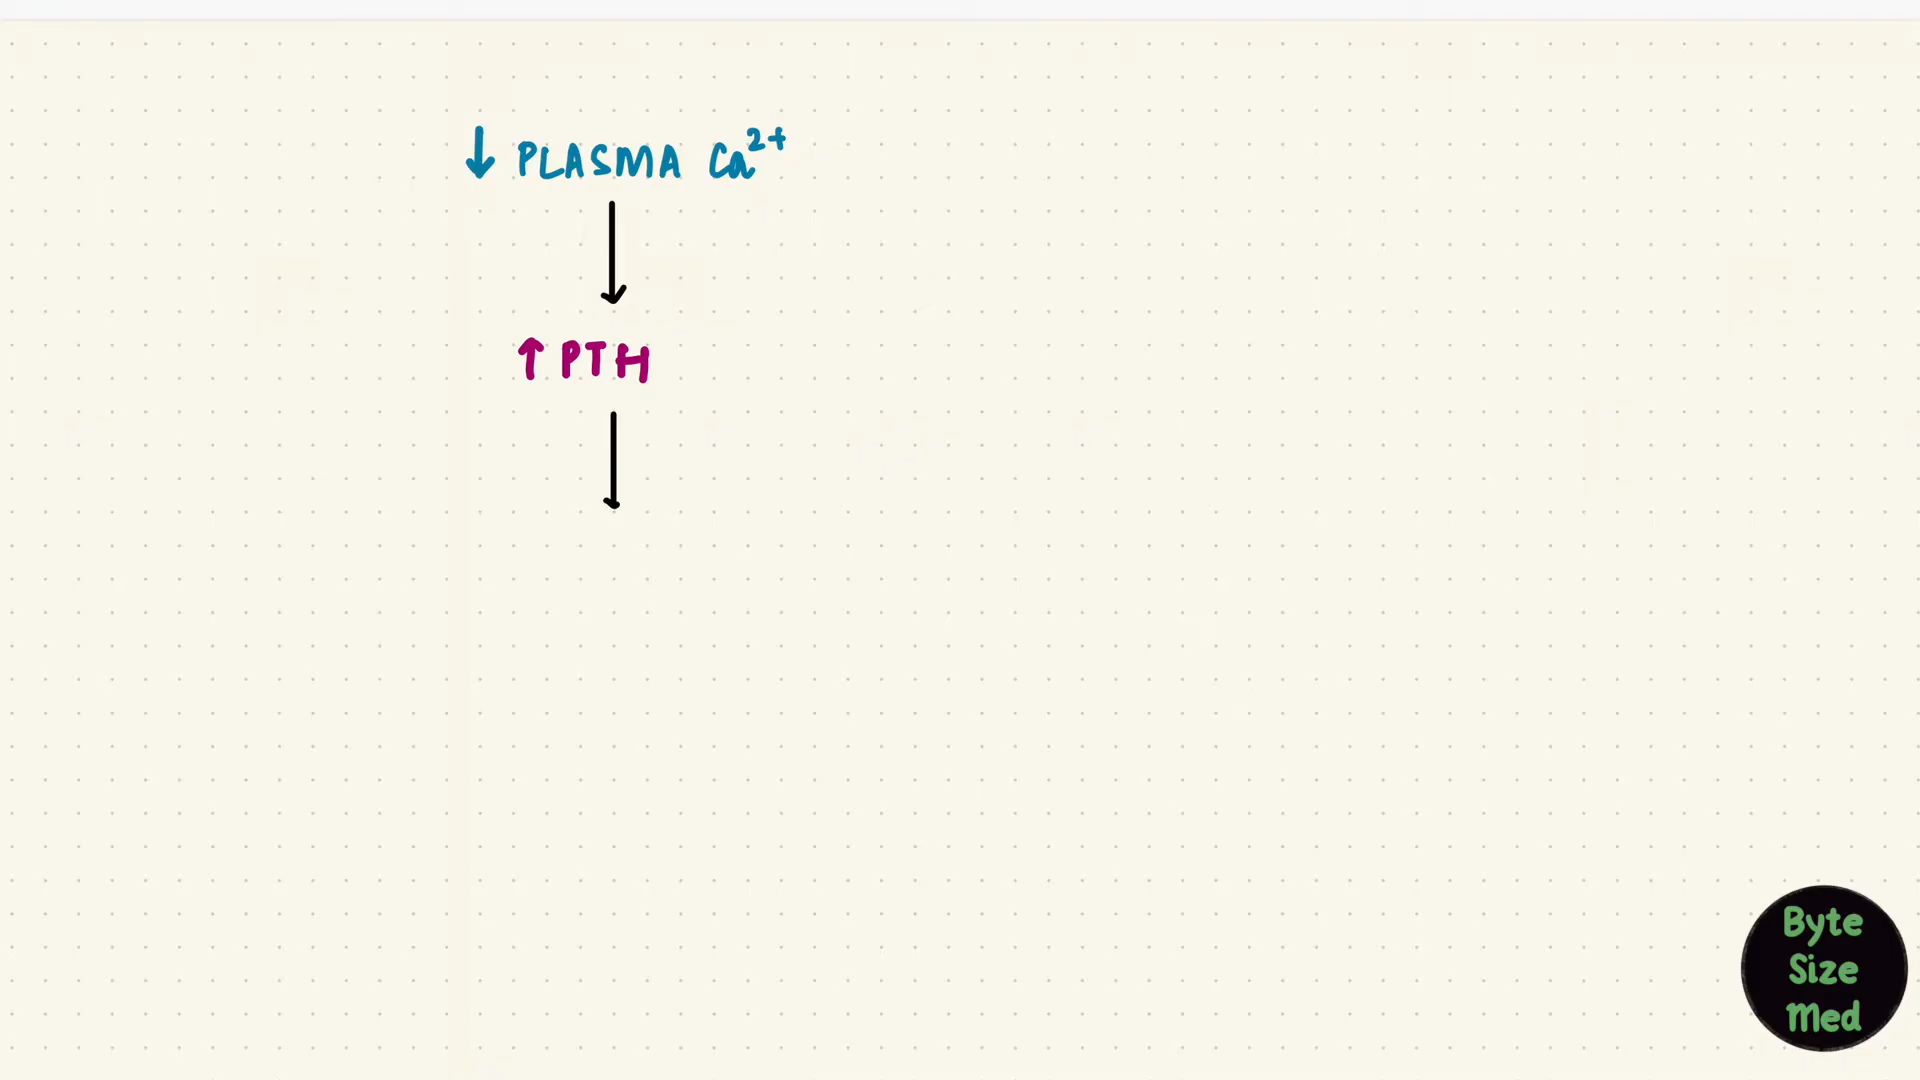 ↓ PLASMA Ca²⁺
↑ PTH
Byte
Size
Med